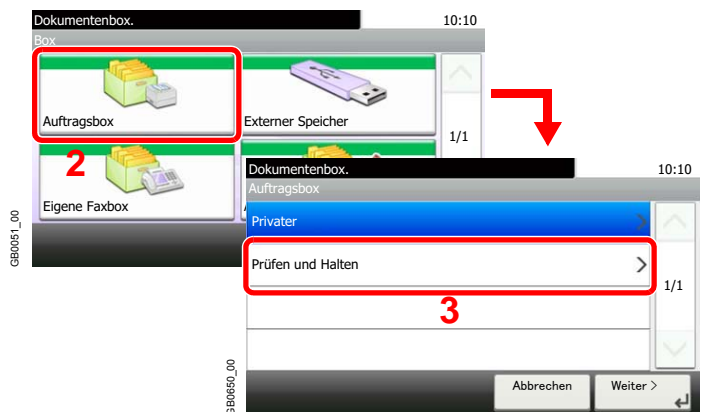 Dokumentenbox. 10:10
Box
Auftragsbox Externer Speicher
1/1
2
Eigene Faxbox
GB0051_00
Dokumentenbox. 10:10
Auftragsbox
Privater
Prüfen und Halten
1/1
3
GB0650_00
Abbrechen Weiter >